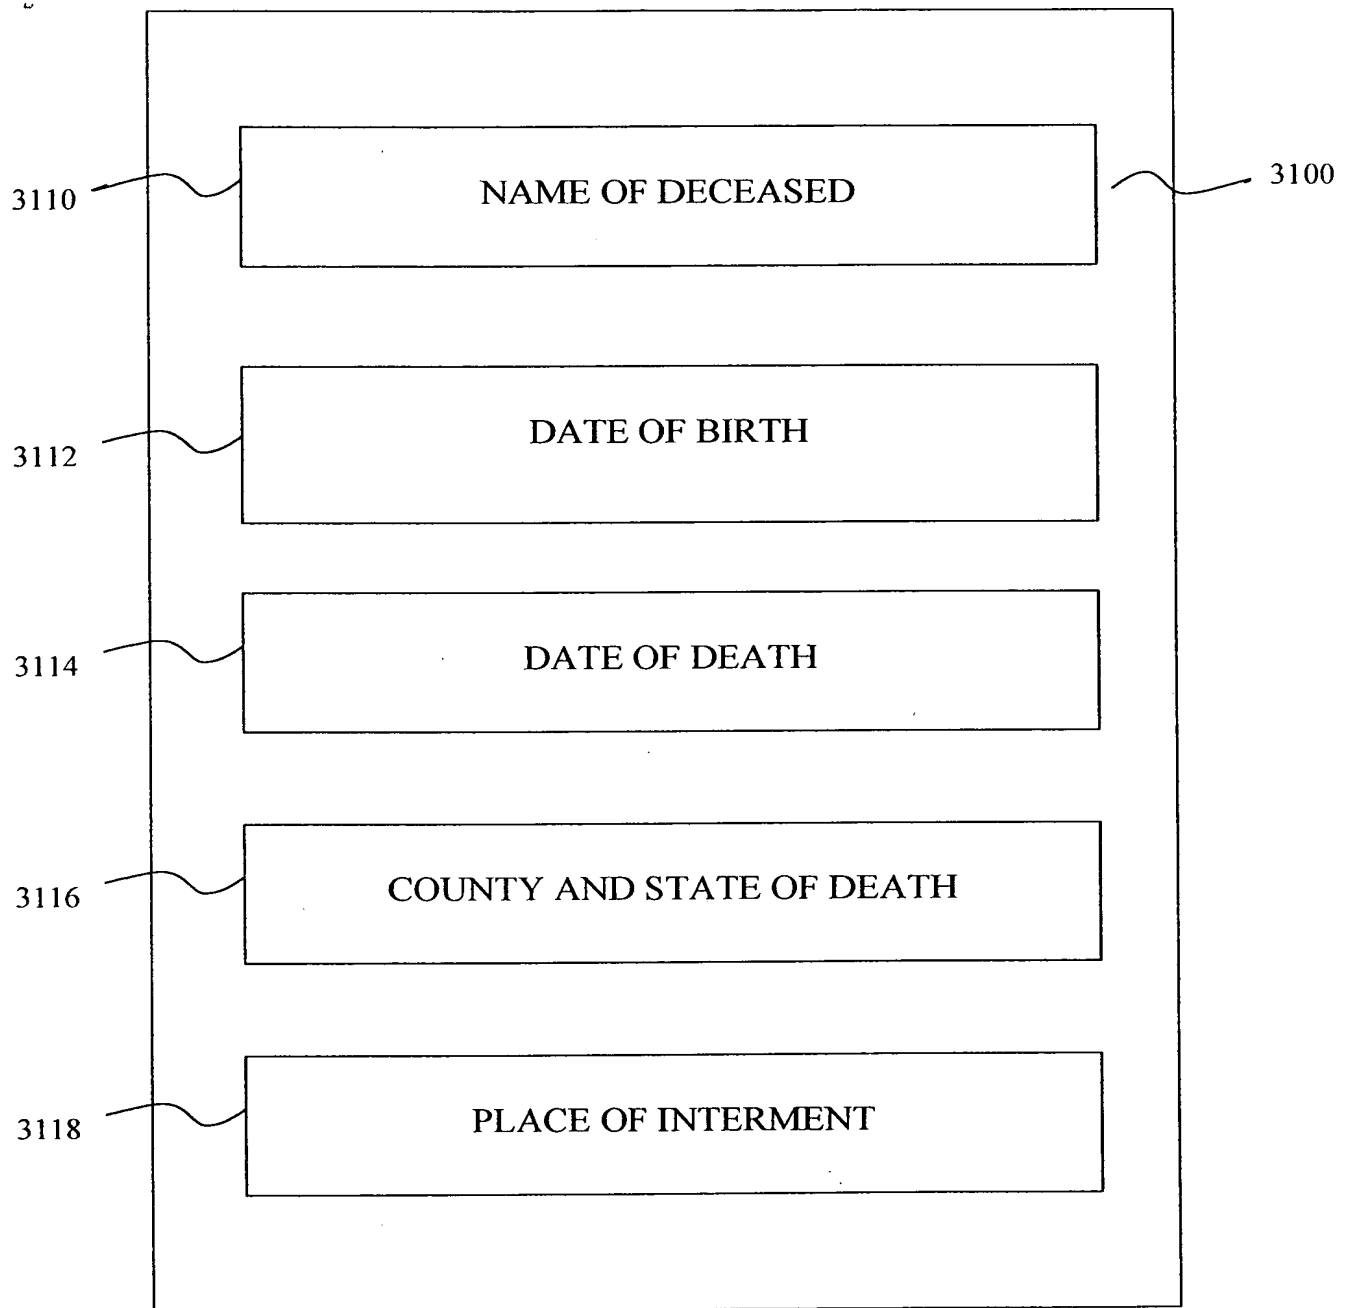 NAME OF DECEASED
3100
3110
DATE OF BIRTH
3112
DATE OF DEATH
3114
COUNTY AND STATE OF DEATH
3116
PLACE OF INTERMENT
3118